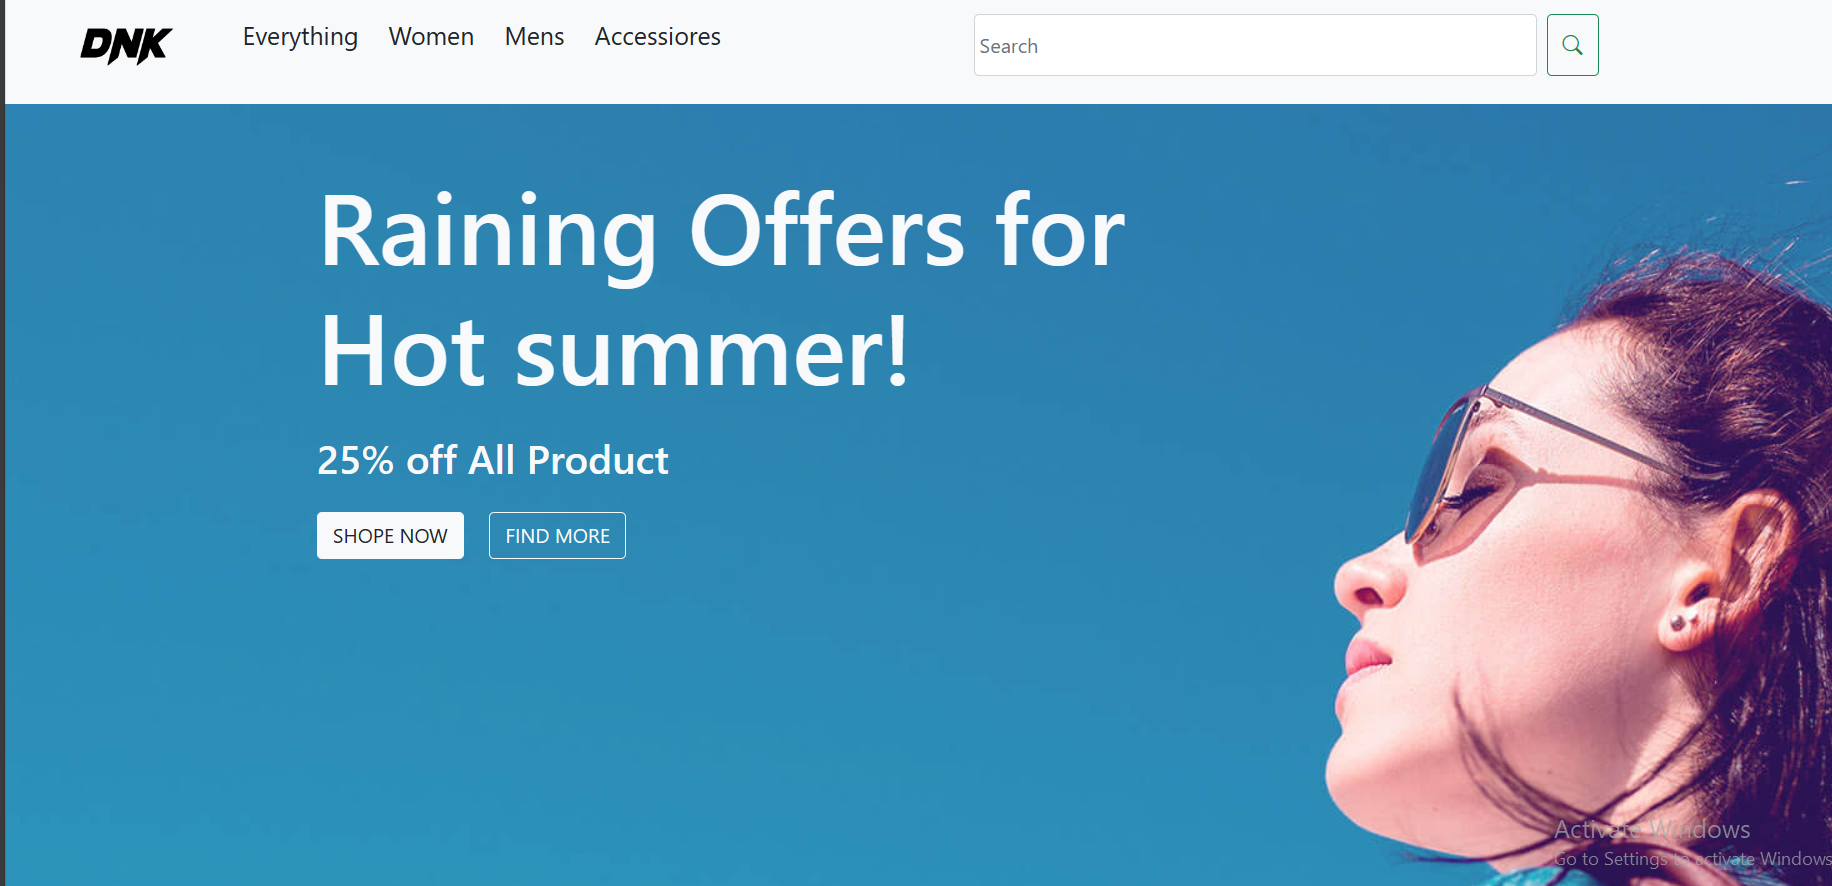 DNK
Everything Women Mens Accessiores
Search
Raining Offers for
Hot summer!
25% off All Product
SHOPE NOW FIND MORE
Activate Windows
Go to Settings to activate Windows